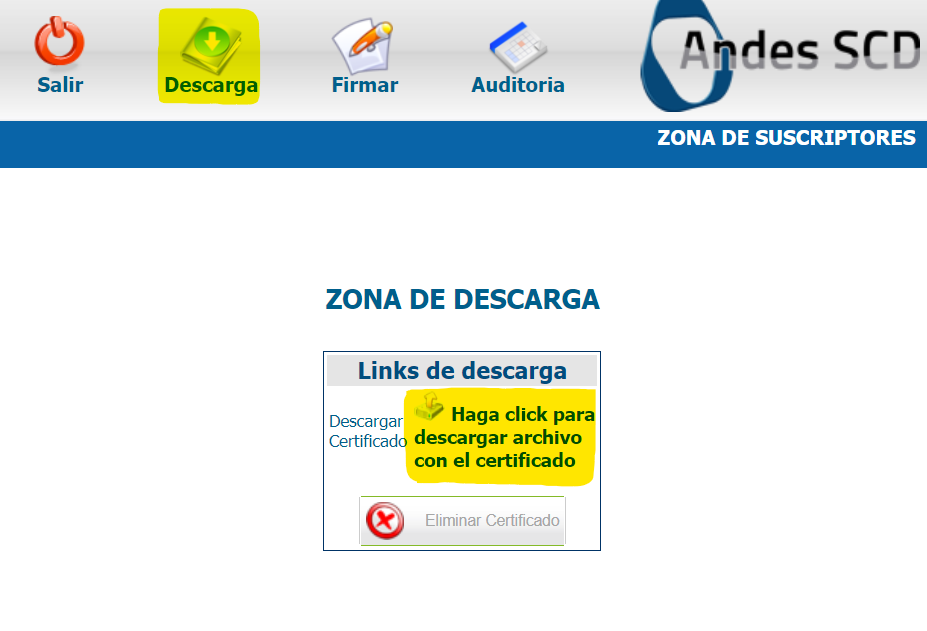 Salir
Descarga
Firmar
Auditoria
Andes SCD
ZONA DE SUSCRIPTORES
ZONA DE DESCARGA
Links de descarga
Descargar
Certificado
Haga click para
descargar archivo
con el certificado
Eliminar Certificado